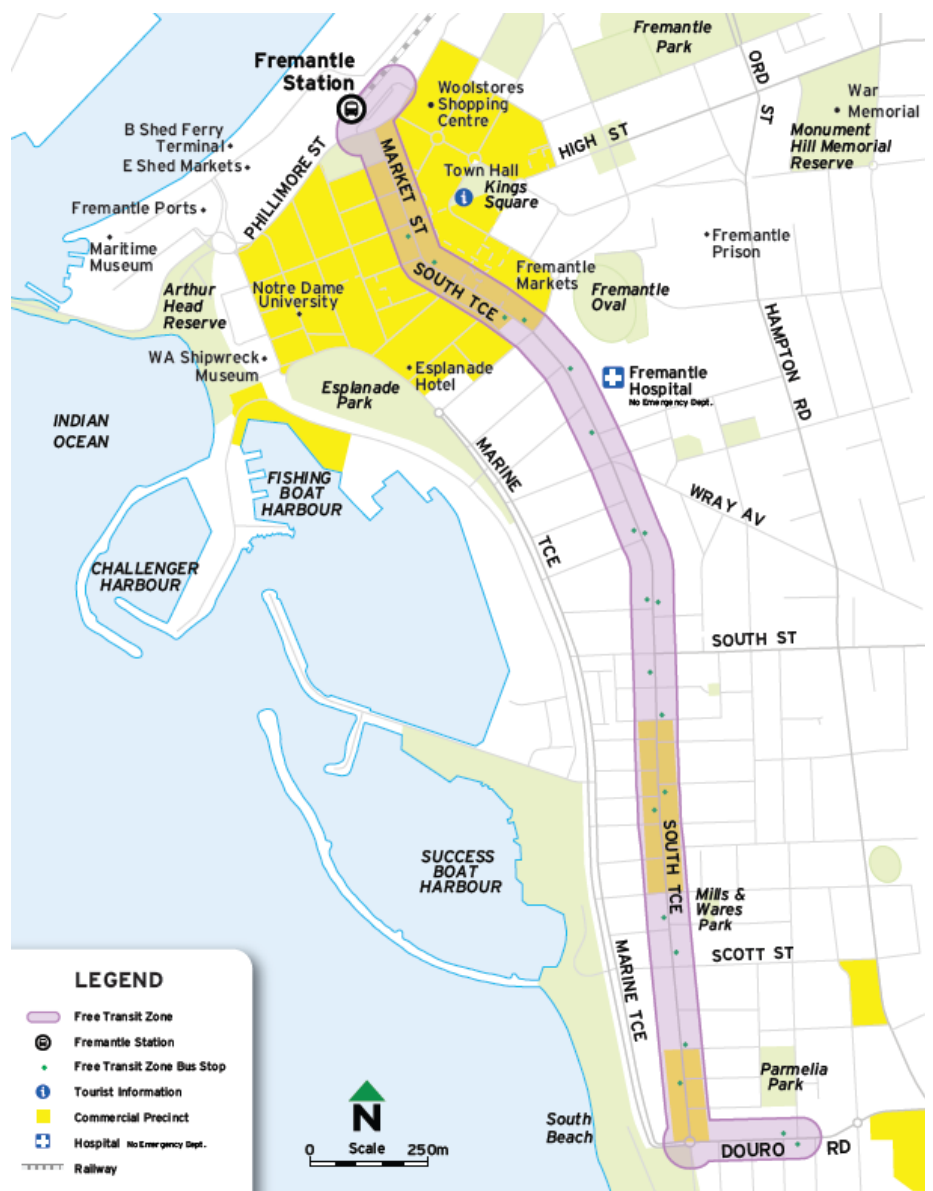 Fremantle
Park
ORD ST
Fremantle
Station
Woolstores
Shopping
Centre
War
Memorial
Monument
Hill Memorial
Reserve
B Shed Ferry
Terminal
E Shed Markets
PHILLIMORE ST
MARKET ST
HIGH ST
Town Hall
Kings
Square
i
Fremantle Ports
Maritime
Museum
Fremantle
Prison
SOUTH TCE
Fremantle
Markets
Arthur
Head
Reserve
Notre Dame
University
Fremantle
Oval
HAMPTON RD
WA Shipwreck
Museum
Esplanade
Hotel
Esplanade
Park
Fremantle
Hospital
No Emergency Dept.
INDIAN
OCEAN
MARINE TCE
FISHING
BOAT
HARBOUR
WRAY AV
CHALLENGER
HARBOUR
SOUTH ST
SOUTH TCE
SUCCESS
BOAT
HARBOUR
Mills &
Wares
Park
SCOTT ST
MARINE TCE
Parmelia
Park
South
Beach
DOURO RD
LEGEND
Free Transit Zone
Fremantle Station
Free Transit Zone Bus Stop
i
Tourist Information
Commercial Precinct
Hospital No Emergency Dept.
Railway
N
0 Scale 250m